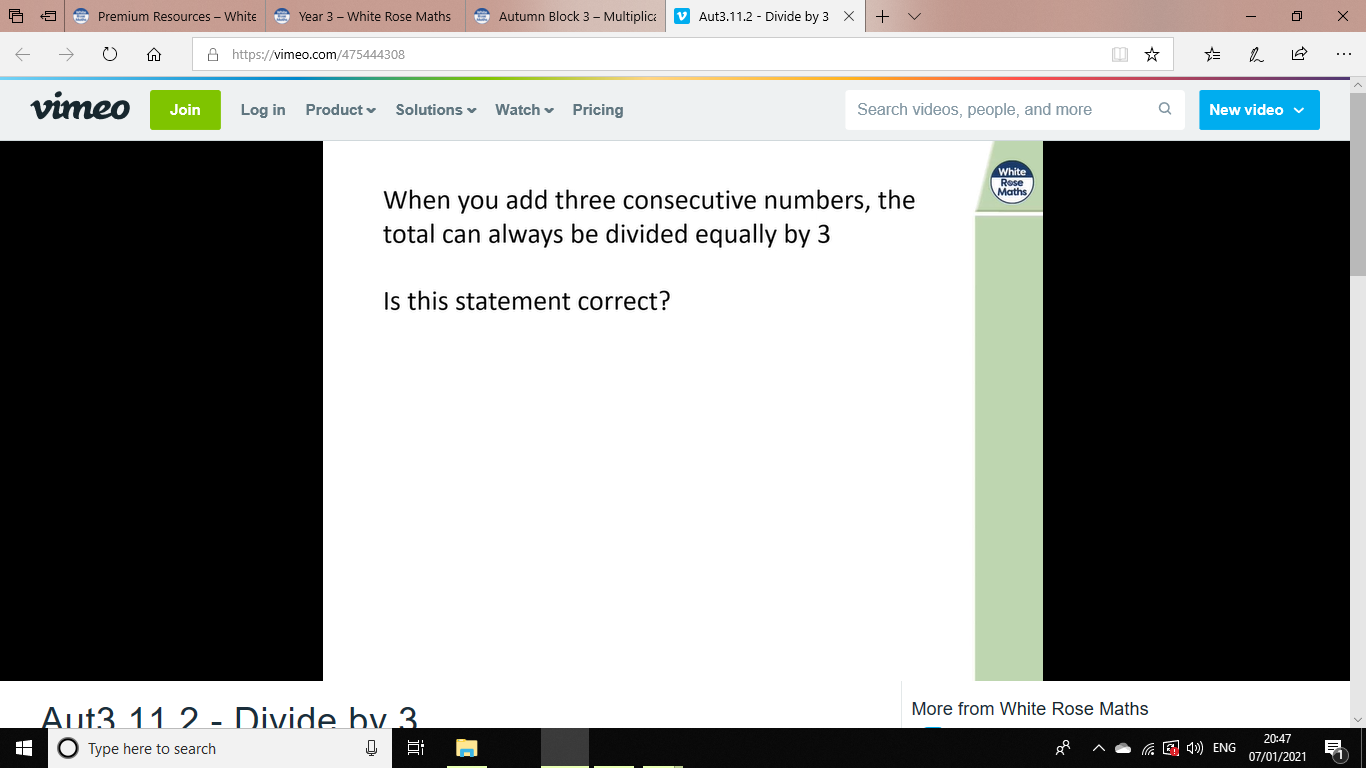 Premium Resources – White
Year 3 – White Rose Maths
Autumn Block 3 – Multiplica
Aut3.11.2 - Divide by 3
https://vimeo.com/475444308
vimeo
Join
Log in
Product
Solutions
Watch
Pricing
Search videos, people, and more
New video
White
Rose
Maths
When you add three consecutive numbers, the
total can always be divided equally by 3
Is this statement correct?
Aut3.11.2 - Divide by 3
More from White Rose Maths
Type here to search
ENG
20:47
07/01/2021
1